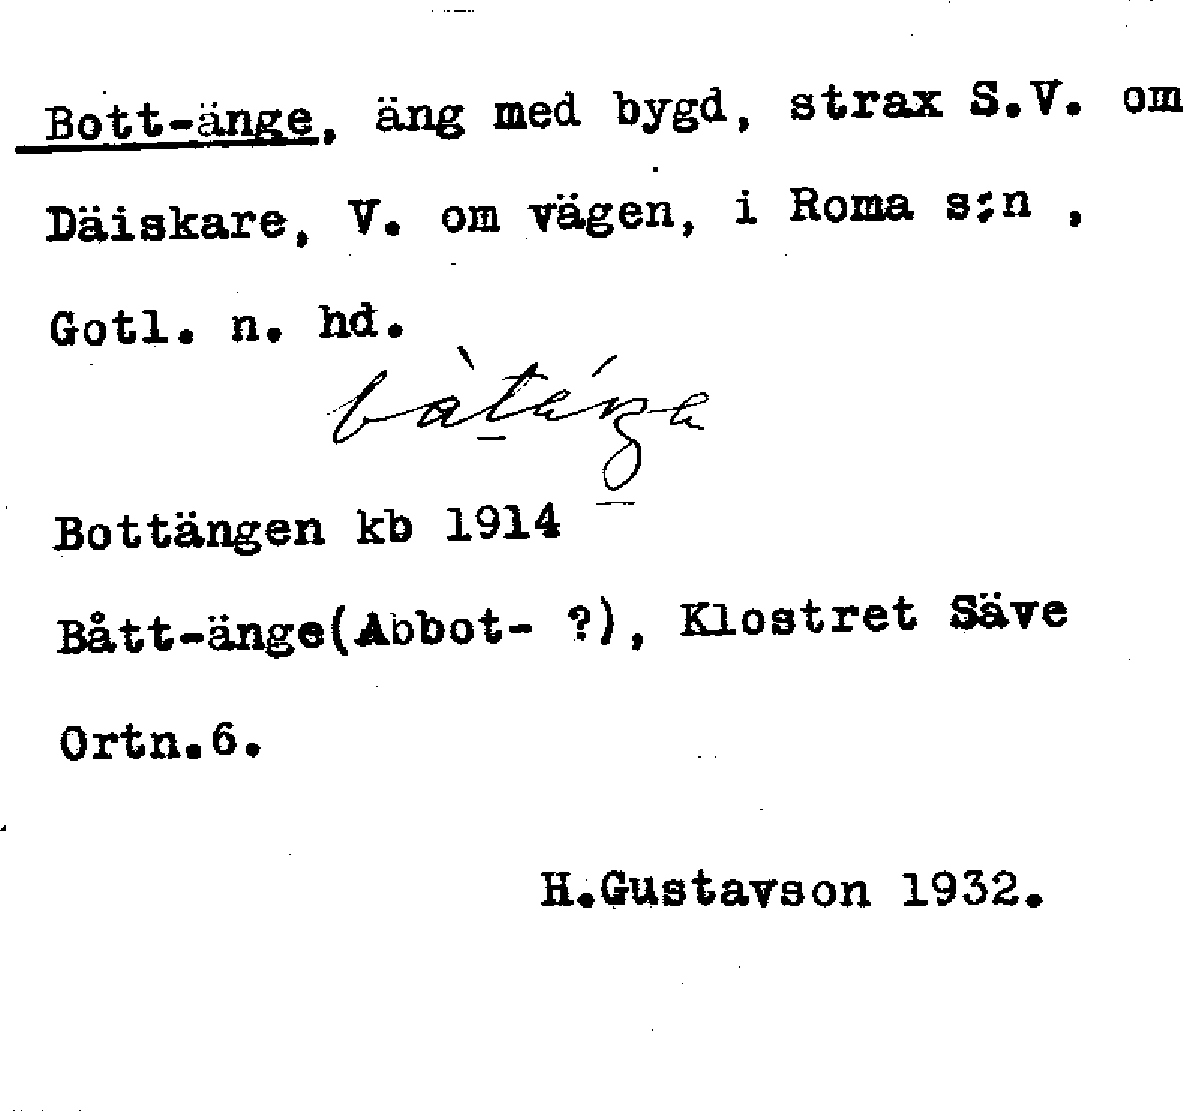 Bott-änge, äng med bygd, strax S.V. om
Däiskare, V. om vägen, i Roma s:n ,
Gotl. n. hd.
Bottängen kb 1914
Bått-änge(Abbot- ?), Klostret Säve
Ortn.6.
H.Gustavson 1932.